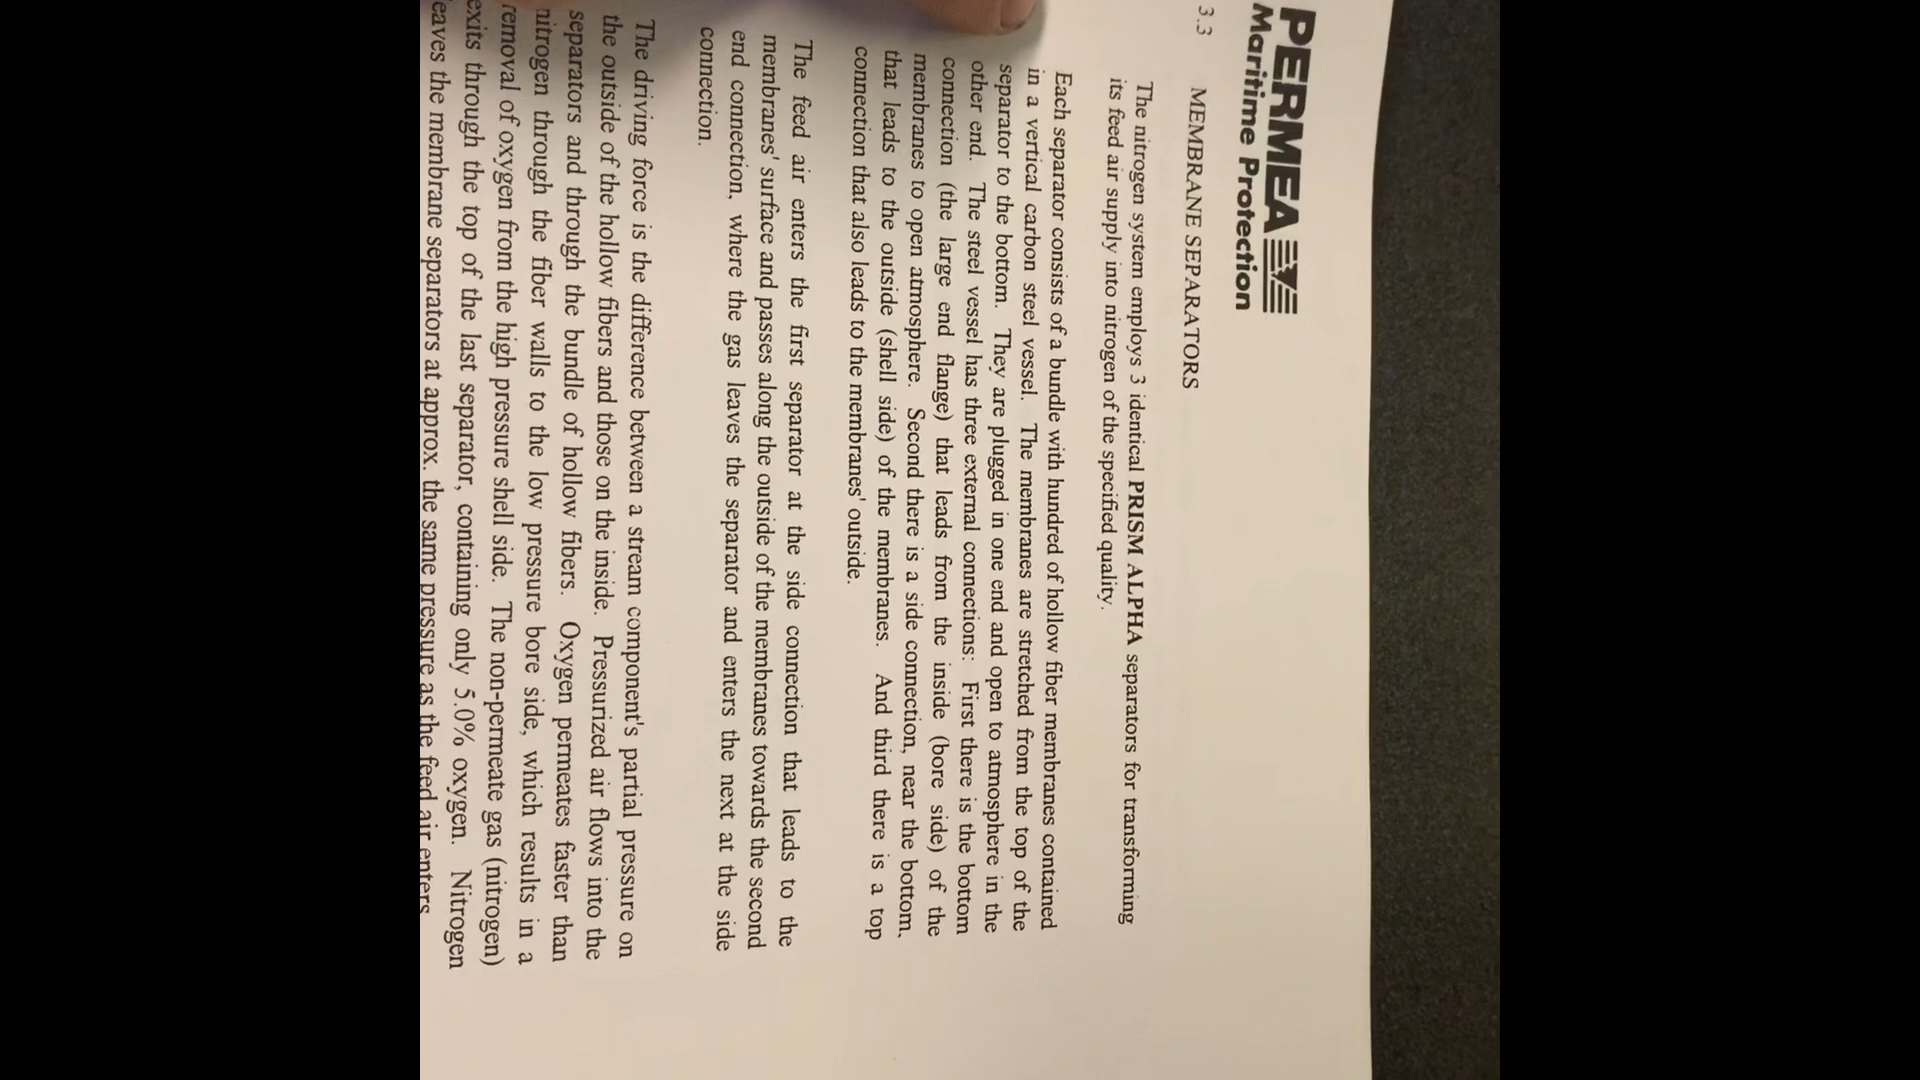 PERMEA
Maritime Protection
3.3 MEMBRANE SEPARATORS
The nitrogen system employs 3 identical PRISM ALPHA separators for transforming
its feed air supply into nitrogen of the specified quality.
Each separator consists of a bundle with hundred of hollow fiber membranes contained
in a vertical carbon steel vessel. The membranes are stretched from the top of the
separator to the bottom. They are plugged in one end and open to atmosphere in the
other end. The steel vessel has three external connections: First there is the bottom
connection (the large end flange) that leads from the inside (bore side) of the
membranes to open atmosphere. Second there is a side connection, near the bottom,
that leads to the outside (shell side) of the membranes. And third there is a top
connection that also leads to the membranes' outside.
The feed air enters the first separator at the side connection that leads to the
membranes' surface and passes along the outside of the membranes towards the second
end connection, where the gas leaves the separator and enters the next at the side
connection.
The driving force is the difference between a stream component's partial pressure on
the outside of the hollow fibers and those on the inside. Pressurized air flows into the
separators and through the bundle of hollow fibers. Oxygen permeates faster than
nitrogen through the fiber walls to the low pressure bore side, which results in a
removal of oxygen from the high pressure shell side. The non-permeate gas (nitrogen)
exits through the top of the last separator, containing only 5.0% oxygen. Nitrogen
leaves the membrane separators at approx. the same pressure as the feed air enters